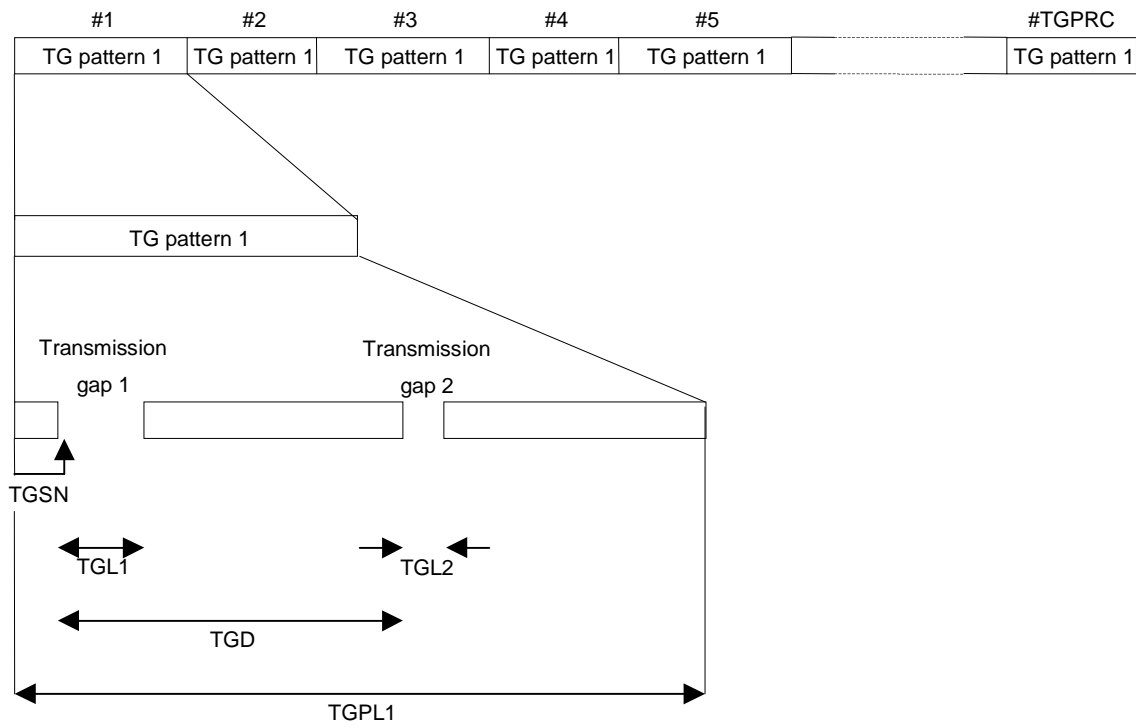 #1 #2 #3 #4 #5 #TGPRC
TG pattern 1 TG pattern 1 TG pattern 1 TG pattern 1 TG pattern 1 TG pattern 1
TG pattern 1
Transmission
gap 1
Transmission
gap 2
TGSN
TGL1
TGL2
TGD
TGPL1